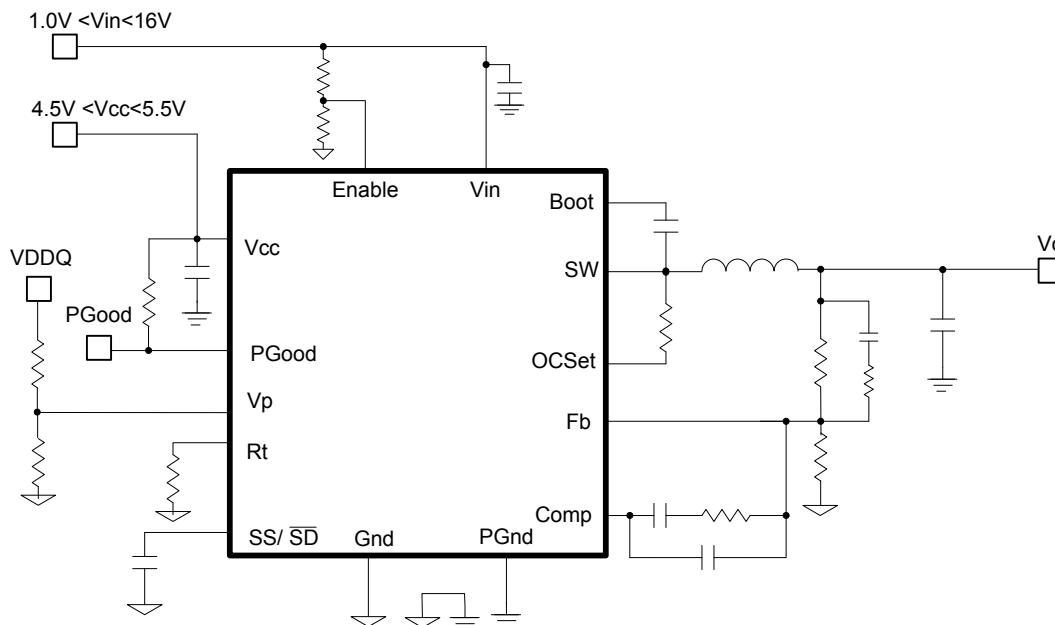 1.0V <Vin<16V
4.5V <Vcc<5.5V
Enable
Vin
Boot
Vcc
SW
VDDQ
PGood
PGood
OCSet
Vp
Fb
Rt
Comp
SS/ SD
Gnd
PGnd